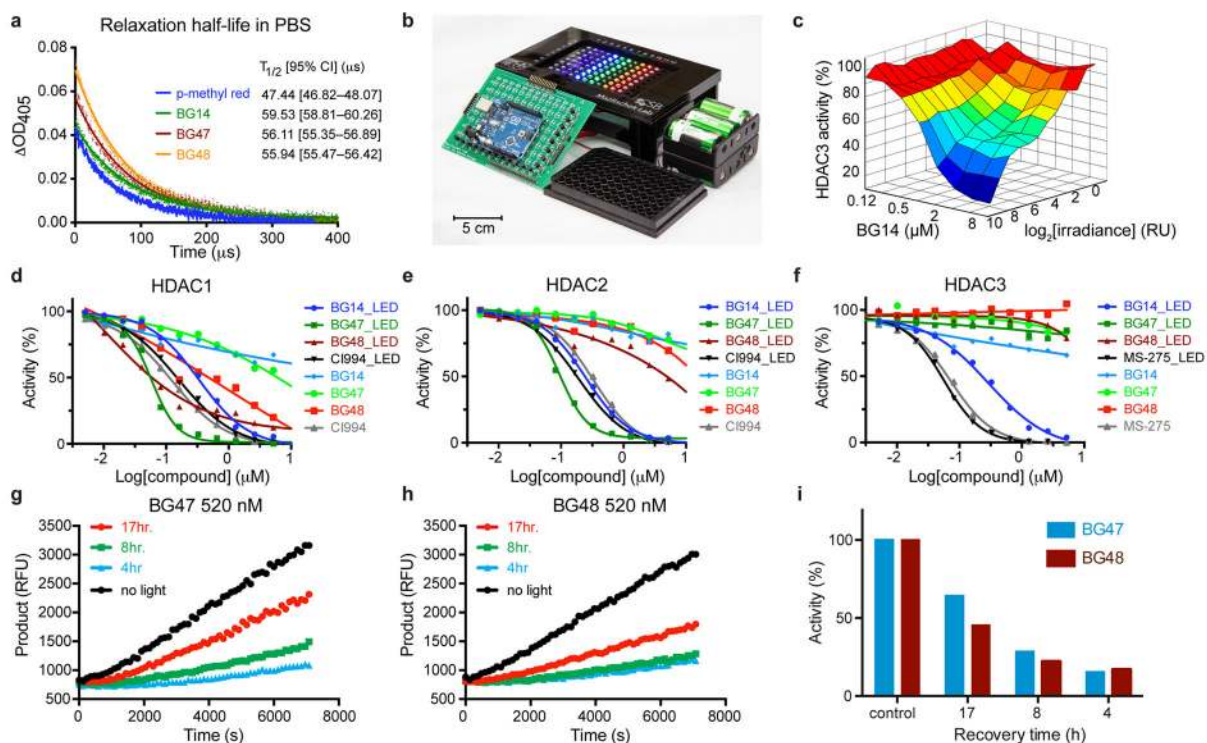 a
Relaxation half-life in PBS
ΔOD405
0.08
0.06
0.04
0.02
0.00
0
100
200
300
400
Time (μs)
T1/2 [95% CI] (μs)
p-methyl red 47.44 [46.82–48.07]
BG14 59.53 [58.81–60.26]
BG47 56.11 [55.35–56.89]
BG48 55.94 [55.47–56.42]
b
5 cm
c
HDAC3 activity (%)
100
80
60
40
20
0.12
0.5
2
8
BG14 (μM)
10
8
6
4
2
0
log2[irradiance] (RU)
d
HDAC1
Activity (%)
100
50
0
-2
-1
0
1
Log[compound] (μM)
BG14_LED
BG47_LED
BG48_LED
CI994_LED
BG14
BG47
BG48
CI994
e
HDAC2
Activity (%)
100
50
0
-2
-1
0
1
Log[compound] (μM)
BG14_LED
BG47_LED
BG48_LED
CI994_LED
BG14
BG47
BG48
CI994
f
HDAC3
Activity (%)
100
50
0
-2
-1
0
1
Log[compound] (μM)
BG14_LED
BG47_LED
BG48_LED
MS-275_LED
BG14
BG47
BG48
MS-275
g
BG47 520 nM
Product (RFU)
3500
3000
2500
2000
1500
1000
500
0
2000
4000
6000
8000
Time (s)
17hr.
8hr.
4hr
no light
h
BG48 520 nM
Product (RFU)
3500
3000
2500
2000
1500
1000
500
0
2000
4000
6000
8000
Time (s)
17hr.
8hr.
4hr
no light
i
Activity (%)
100
50
0
control
17
8
4
Recovery time (h)
BG47
BG48